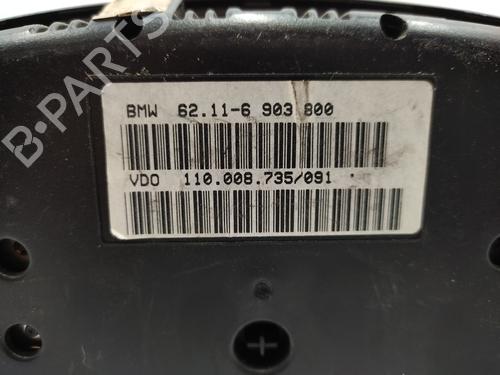 BMW 62.11-6 903 800
VDO 110.008.735/091
B-PARTS